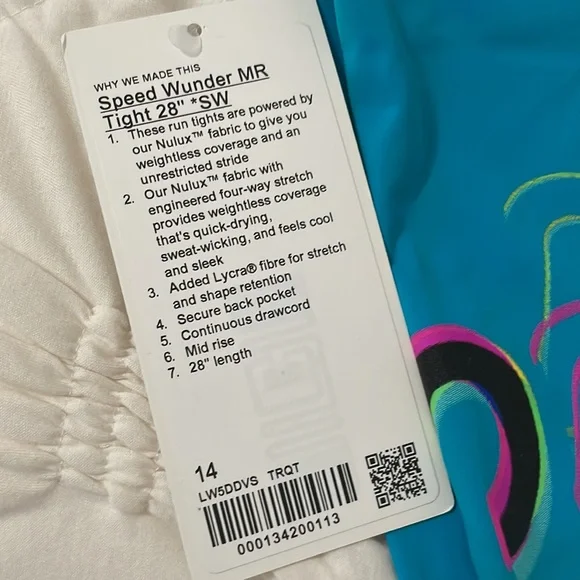 WHY WE MADE THIS
Speed Wunder MR
Tight 28" *SW
1. These run tights are powered by
our Nulux™ fabric to give you
weightless coverage and an
unrestricted stride
2. Our Nulux™ fabric with
engineered four-way stretch
provides weightless coverage
that's quick-drying,
sweat-wicking, and feels cool
and sleek
3. Added Lycra® fibre for stretch
and shape retention
4. Secure back pocket
5. Continuous drawcord
6. Mid rise
7. 28" length
14
LW5DDVS TRQT
000134200113